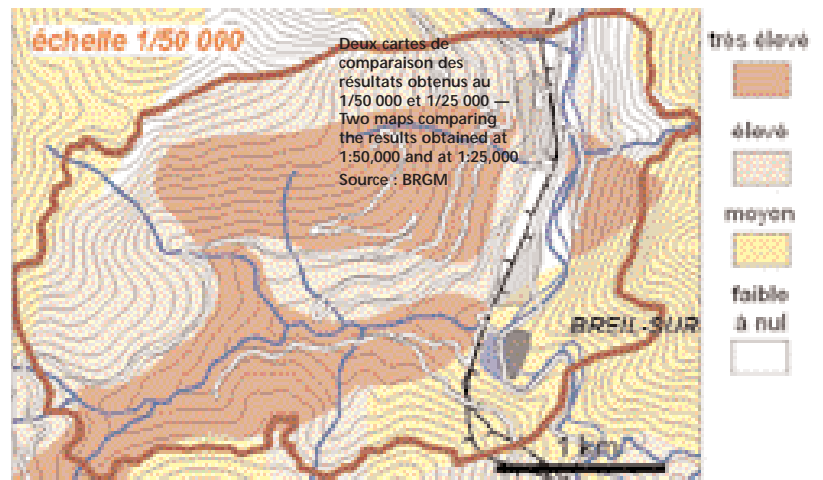 échelle 1/50 000
Deux cartes de
comparaison des
résultats obtenus au
1/50 000 et 1/25 000 —
Two maps comparing
the results obtained at
1:50,000 and at 1:25,000
Source : BRGM
très élevé
élevé
moyen
faible
à nul
BREIL-SUR
1 km